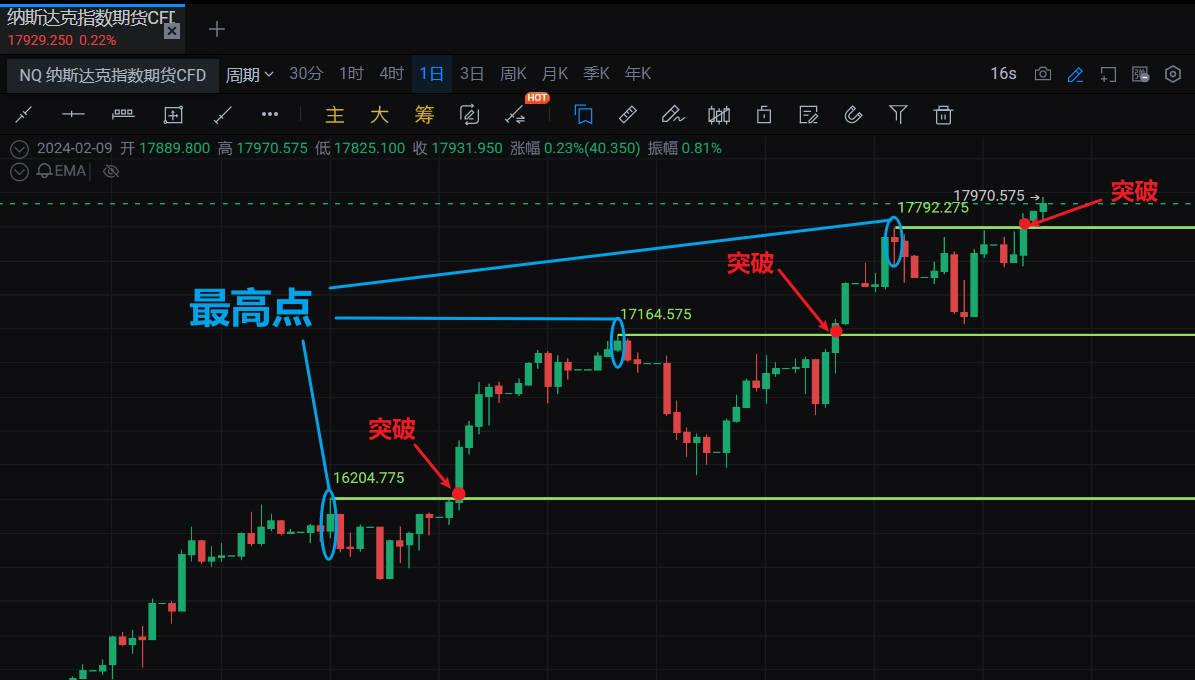 纳斯达克指数期货CFD
17929.250 0.22%
NQ 纳斯达克指数期货CFD 周期 30分 1时 4时 1日 3日 周K 月K 季K 年K 16s
HOT
主 大 筹
2024-02-09 开 17889.800 高 17970.575 低 17825.100 收 17931.950 涨幅 0.23%(40.350) 振幅 0.81%
EMA
17970.575
突破
17792.275
突破
最高点
17164.575
突破
16204.775